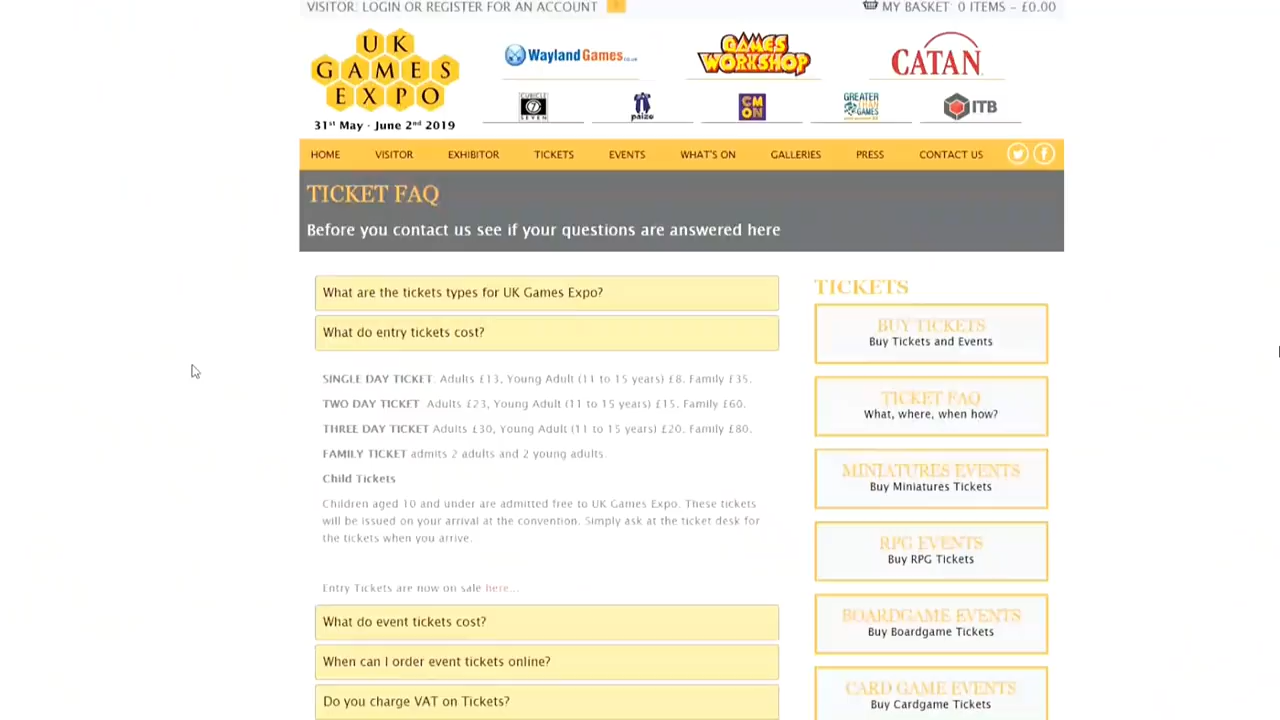 VISITOR: LOGIN OR REGISTER FOR AN ACCOUNT
MY BASKET: 0 ITEMS – £0.00
UK
GAMES
EXPO
31st May - June 2nd 2019
Wayland Games.co.uk
GAMES
WORKSHOP
CATAN
CUBICLE
7
SEVEN
paizo
CM
ON
GREATER
THAN
GAMES
ITB
HOME
VISITOR
EXHIBITOR
TICKETS
EVENTS
WHAT'S ON
GALLERIES
PRESS
CONTACT US
TICKET FAQ
Before you contact us see if your questions are answered here
What are the tickets types for UK Games Expo?
What do entry tickets cost?
SINGLE DAY TICKET. Adults £13, Young Adult (11 to 15 years) £8. Family £35.
TWO DAY TICKET Adults £23, Young Adult (11 to 15 years) £15. Family £60.
THREE DAY TICKET Adults £30, Young Adult (11 to 15 years) £20. Family £80.
FAMILY TICKET admits 2 adults and 2 young adults.
Child Tickets
Children aged 10 and under are admitted free to UK Games Expo. These tickets
will be issued on your arrival at the convention. Simply ask at the ticket desk for
the tickets when you arrive.
Entry Tickets are now on sale here...
What do event tickets cost?
When can I order event tickets online?
Do you charge VAT on Tickets?
TICKETS
BUY TICKETS
Buy Tickets and Events
TICKET FAQ
What, where, when how?
MINIATURES EVENTS
Buy Miniatures Tickets
RPG EVENTS
Buy RPG Tickets
BOARDGAME EVENTS
Buy Boardgame Tickets
CARD GAME EVENTS
Buy Cardgame Tickets